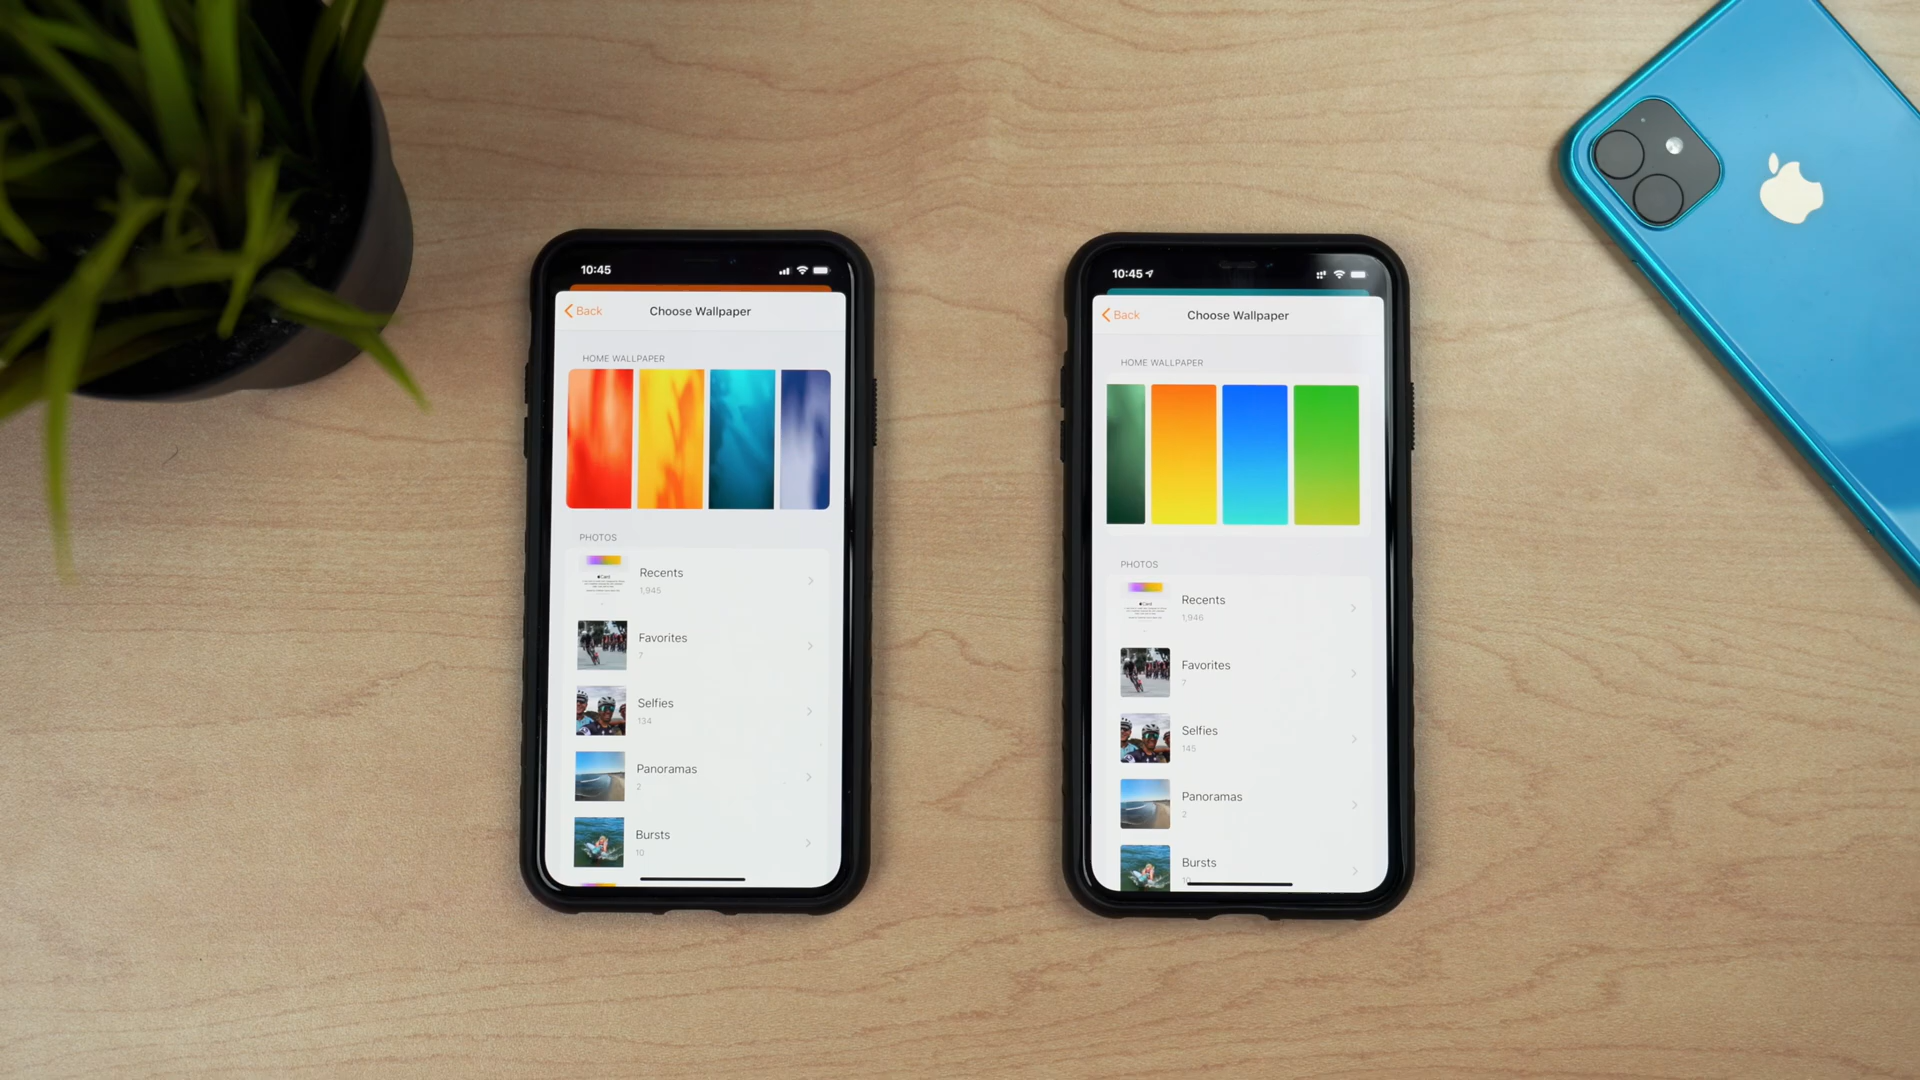 10:45
Back
Choose Wallpaper
HOME WALLPAPER
PHOTOS
Recents
1,945
Favorites
7
Selfies
134
Panoramas
2
Bursts
10
10:45
Back
Choose Wallpaper
HOME WALLPAPER
PHOTOS
Recents
1,946
Favorites
7
Selfies
145
Panoramas
2
Bursts
10